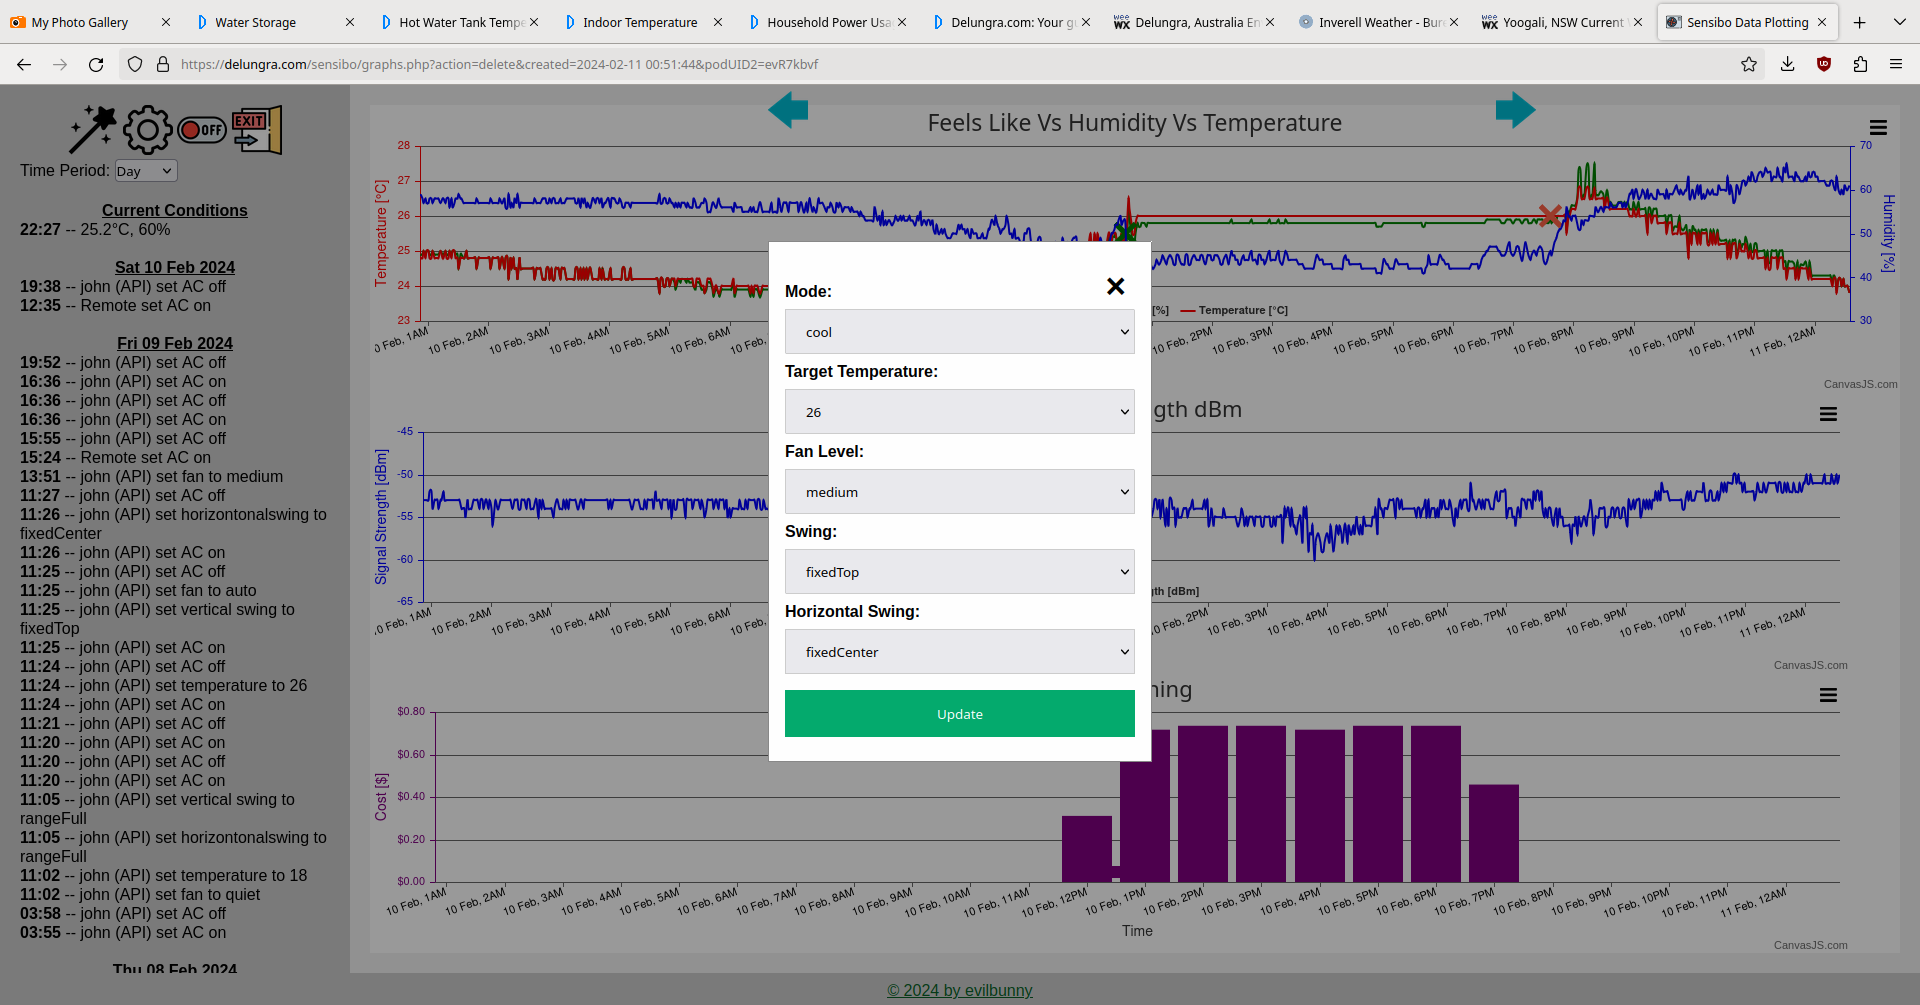 My Photo Gallery
Water Storage
Hot Water Tank Tempe
Indoor Temperature
Household Power Usa
Delungra.com: Your g
Delungra, Australia En
Inverell Weather - Bur
Yoogali, NSW Current
Sensibo Data Plotting
https://delungra.com/sensibo/graphs.php?action=delete&created=2024-02-11 00:51:44&podUID2=evR7kbvf
OFF
EXIT
Time Period: Day
Current Conditions
22:27 -- 25.2°C, 60%
Sat 10 Feb 2024
19:38 -- john (API) set AC off
12:35 -- Remote set AC on
Fri 09 Feb 2024
19:52 -- john (API) set AC off
16:36 -- john (API) set AC on
16:36 -- john (API) set AC off
16:36 -- john (API) set AC on
15:55 -- john (API) set AC off
15:24 -- Remote set AC on
13:51 -- john (API) set fan to medium
11:27 -- john (API) set AC off
11:26 -- john (API) set horizontonalswing to
fixedCenter
11:26 -- john (API) set AC on
11:25 -- john (API) set AC off
11:25 -- john (API) set fan to auto
11:25 -- john (API) set vertical swing to
fixedTop
11:25 -- john (API) set AC on
11:24 -- john (API) set AC off
11:24 -- john (API) set temperature to 26
11:24 -- john (API) set AC on
11:21 -- john (API) set AC off
11:20 -- john (API) set AC on
11:20 -- john (API) set AC off
11:20 -- john (API) set AC on
11:05 -- john (API) set vertical swing to
rangeFull
11:05 -- john (API) set horizontonalswing to
rangeFull
11:02 -- john (API) set temperature to 18
11:02 -- john (API) set fan to quiet
03:58 -- john (API) set AC off
03:55 -- john (API) set AC on
Thu 08 Feb 2024
Feels Like Vs Humidity Vs Temperature
Temperature [°C]
28
27
26
25
24
23
Humidity [%]
70
60
50
40
30
[%] Temperature [°C]
0 Feb, 1AM 10 Feb, 2AM 10 Feb, 3AM 10 Feb, 4AM 10 Feb, 5AM 10 Feb, 6AM 10 Feb, 10 Feb, 2PM 10 Feb, 3PM 10 Feb, 4PM 10 Feb, 5PM 10 Feb, 6PM 10 Feb, 7PM 10 Feb, 8PM 10 Feb, 9PM 10 Feb, 10PM 10 Feb, 11PM 11 Feb, 12AM
CanvasJS.com
Mode:
cool
Target Temperature:
26
Fan Level:
medium
Swing:
fixedTop
Horizontal Swing:
fixedCenter
Update
gth dBm
Signal Strength [dBm]
-45
-50
-55
-60
-65
gth [dBm]
0 Feb, 1AM 10 Feb, 2AM 10 Feb, 3AM 10 Feb, 4AM 10 Feb, 5AM 10 Feb, 6AM 10 Feb, 0 Feb, 2PM 10 Feb, 3PM 10 Feb, 4PM 10 Feb, 5PM 10 Feb, 6PM 10 Feb, 7PM 10 Feb, 8PM 10 Feb, 9PM 10 Feb, 10PM 10 Feb, 11PM 11 Feb, 12AM
CanvasJS.com
ning
Cost [$]
$0.80
$0.60
$0.40
$0.20
$0.00
10 Feb, 1AM 10 Feb, 2AM 10 Feb, 3AM 10 Feb, 4AM 10 Feb, 5AM 10 Feb, 6AM 10 Feb, 7AM 10 Feb, 8AM 10 Feb, 9AM 10 Feb, 10AM 10 Feb, 11AM 10 Feb, 12PM 10 Feb, 1PM 10 Feb, 2PM 10 Feb, 3PM 10 Feb, 4PM 10 Feb, 5PM 10 Feb, 6PM 10 Feb, 7PM 10 Feb, 8PM 10 Feb, 9PM 10 Feb, 10PM 10 Feb, 11PM 11 Feb, 12AM
Time
CanvasJS.com
© 2024 by evilbunny